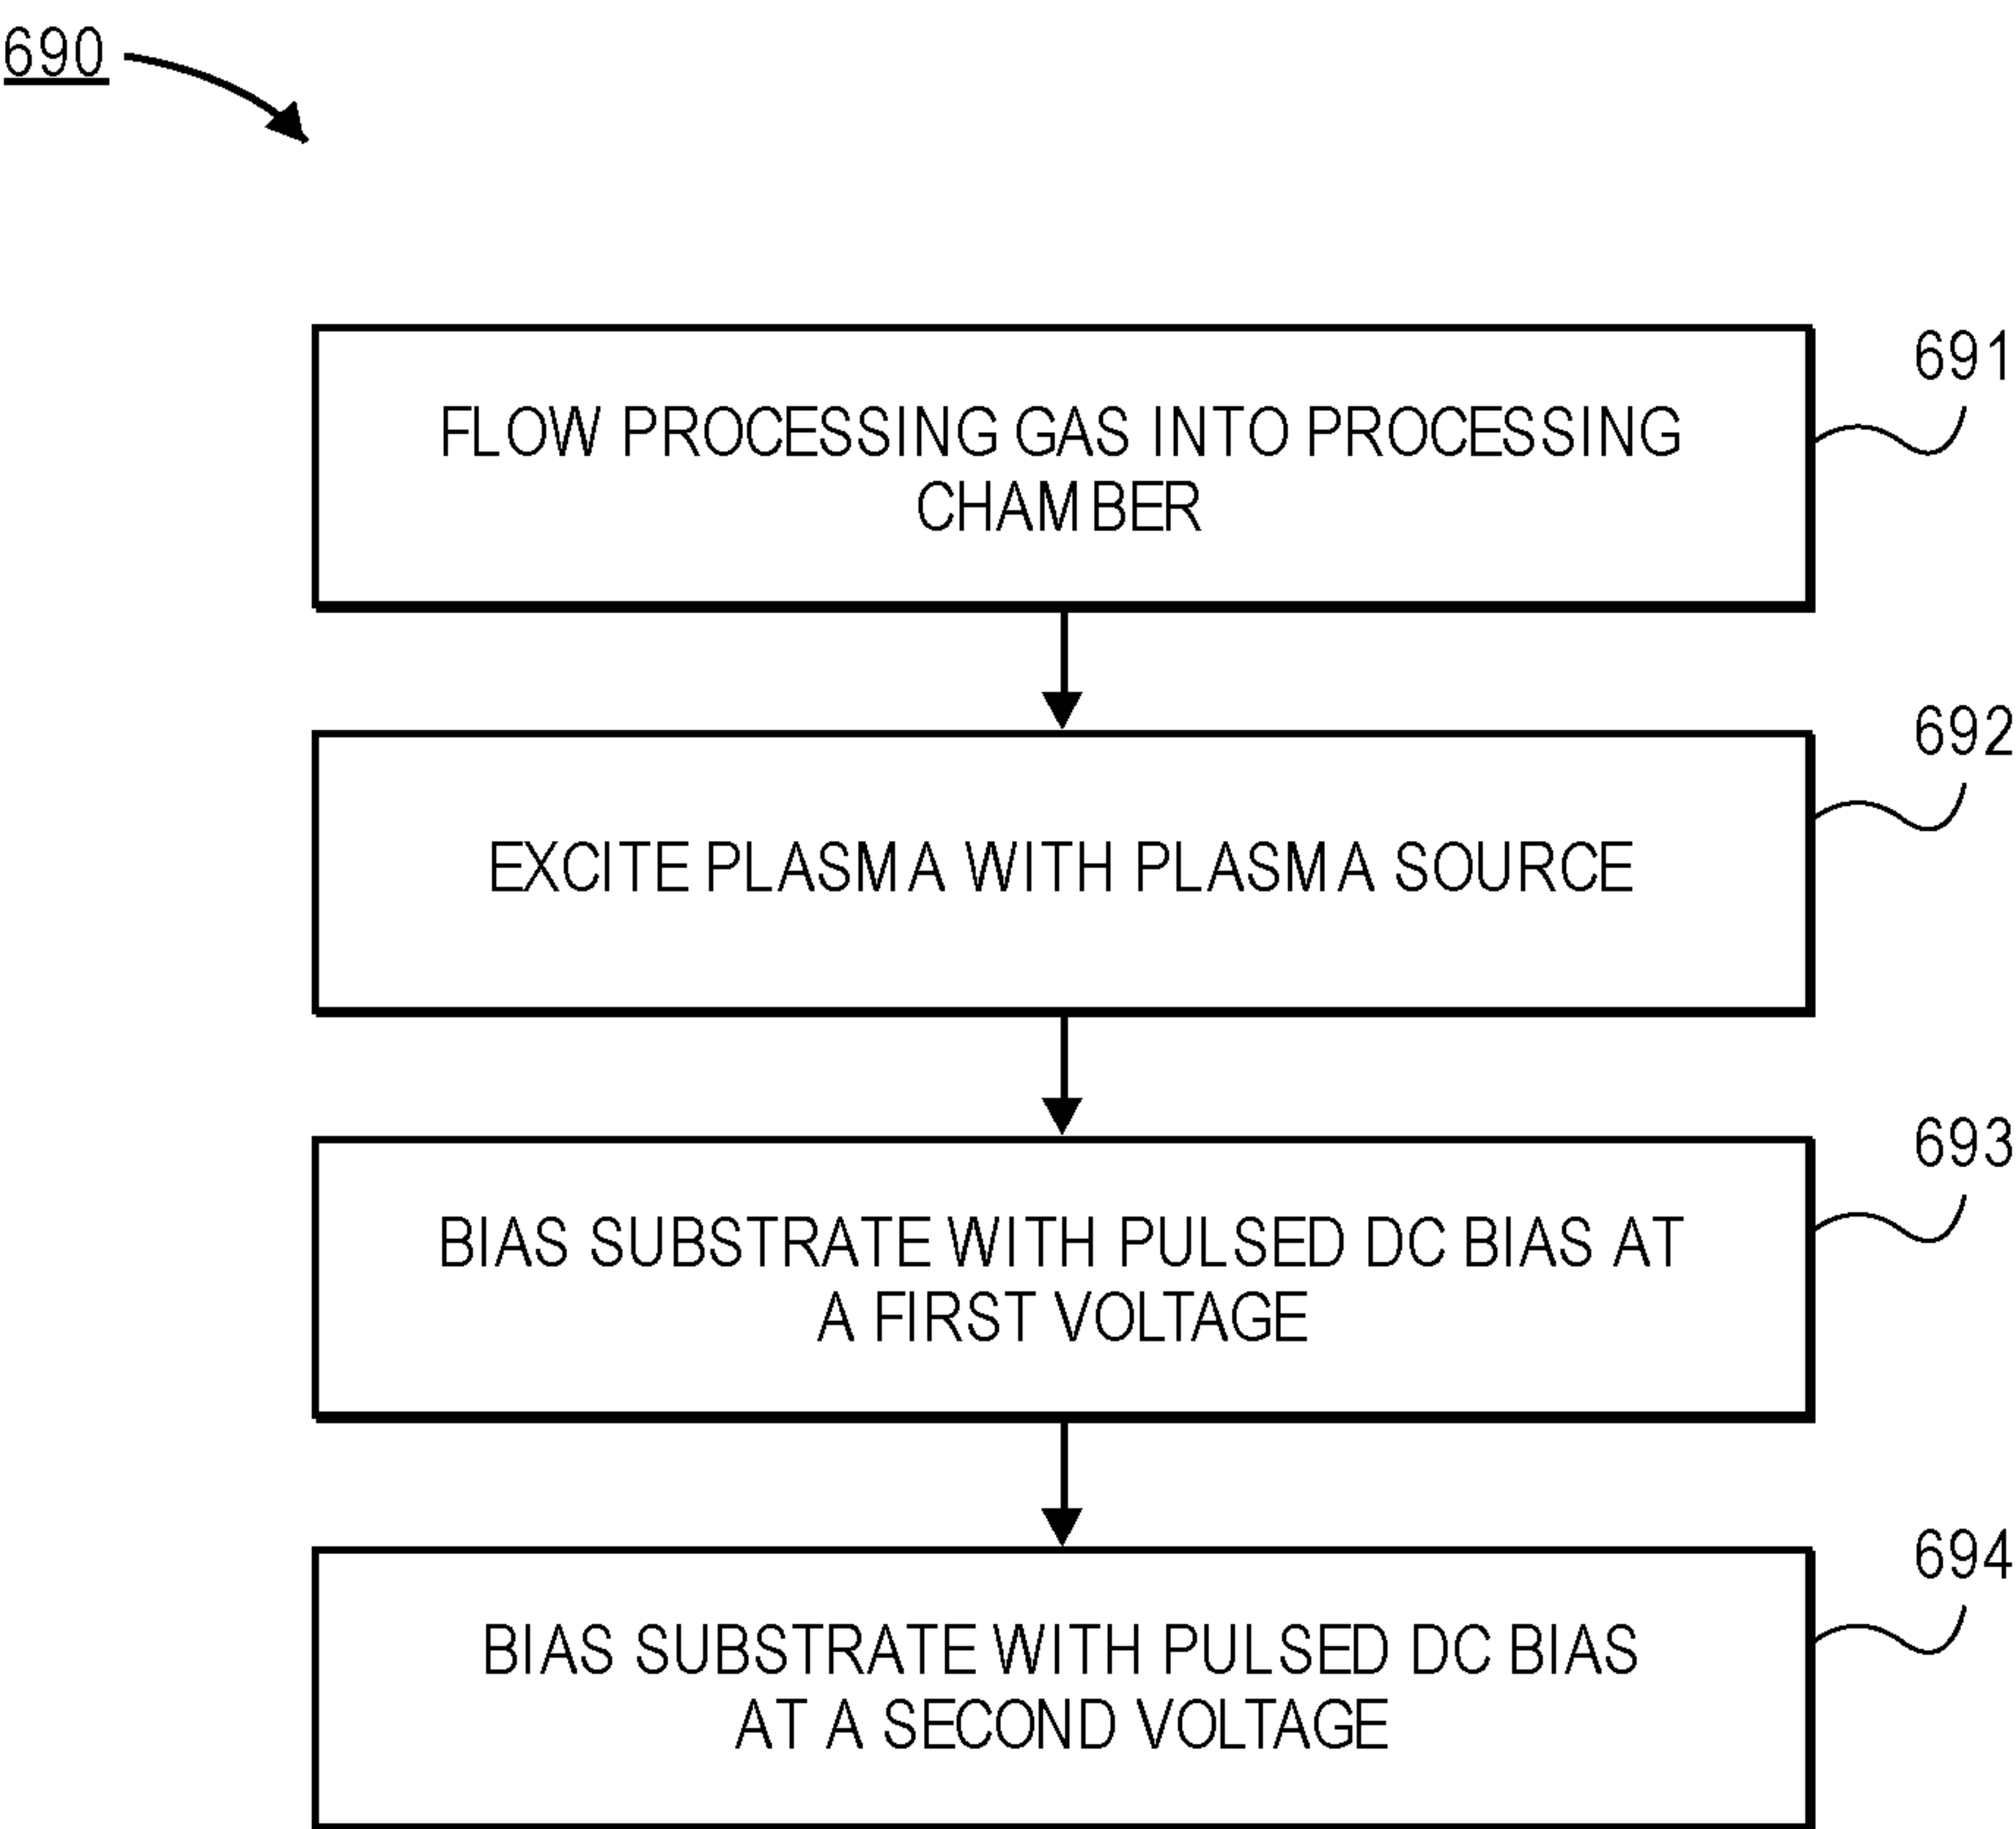 690
691
FLOW PROCESSING GAS INTO PROCESSING
CHAMBER
692
EXCITE PLASMA WITH PLASMA SOURCE
693
BIAS SUBSTRATE WITH PULSED DC BIAS AT
A FIRST VOLTAGE
694
BIAS SUBSTRATE WITH PULSED DC BIAS
AT A SECOND VOLTAGE